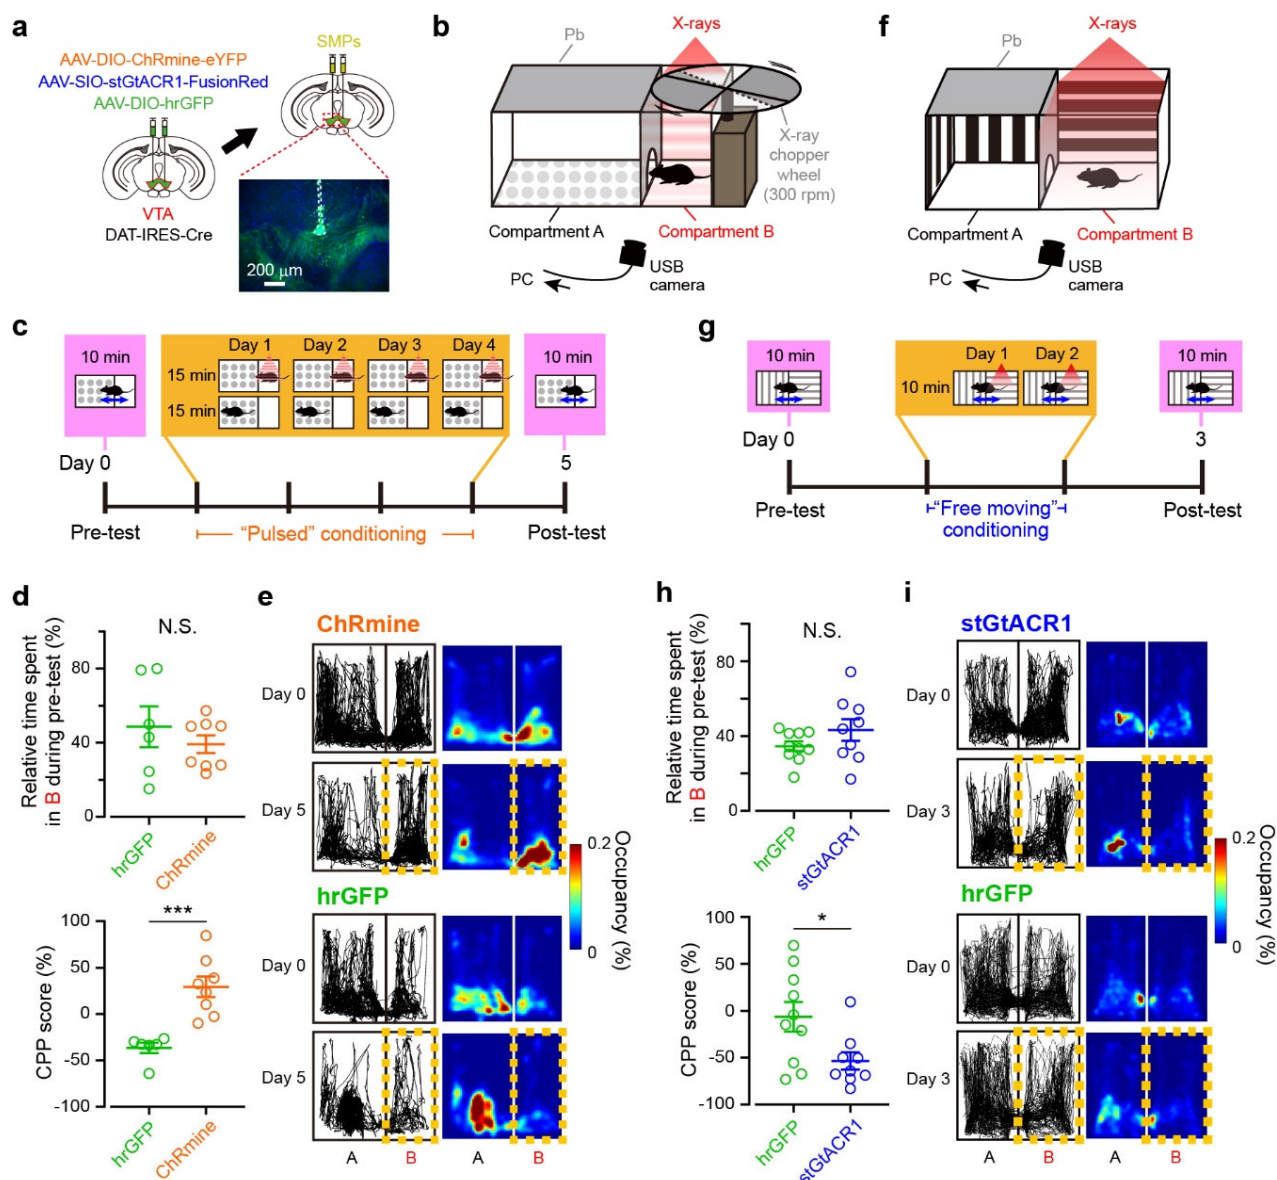 a
AAV-DIO-ChRmine-eYFP
AAV-SIO-stGtACR1-FusionRed
AAV-DIO-hrGFP
SMPs
VTA
DAT-IRES-Cre
200 μm
b
X-rays
Pb
X-ray
chopper
wheel
(300 rpm)
Compartment A
Compartment B
PC
USB
camera
f
X-rays
Pb
Compartment A
Compartment B
PC
USB
camera
c
10 min
Day 1
Day 2
Day 3
Day 4
15 min
15 min
10 min
Day 0
5
Pre-test
"Pulsed" conditioning
Post-test
g
10 min
Day 1
Day 2
10 min
10 min
Day 0
3
Pre-test
"Free moving"
conditioning
Post-test
d
Relative time spent
in B during pre-test (%)
N.S.
80
40
0
hrGFP
ChRmine
CPP score (%)
***
100
50
0
-50
-100
hrGFP
ChRmine
e
ChRmine
Day 0
Day 5
hrGFP
Day 0
Day 5
A
B
A
B
0.2
0
Occupancy (%)
h
Relative time spent
in B during pre-test (%)
N.S.
80
40
0
hrGFP
stGtACR1
CPP score (%)
*
100
50
0
-50
-100
hrGFP
stGtACR1
i
stGtACR1
Day 0
Day 3
hrGFP
Day 0
Day 3
A
B
A
B
0.2
0
Occupancy (%)